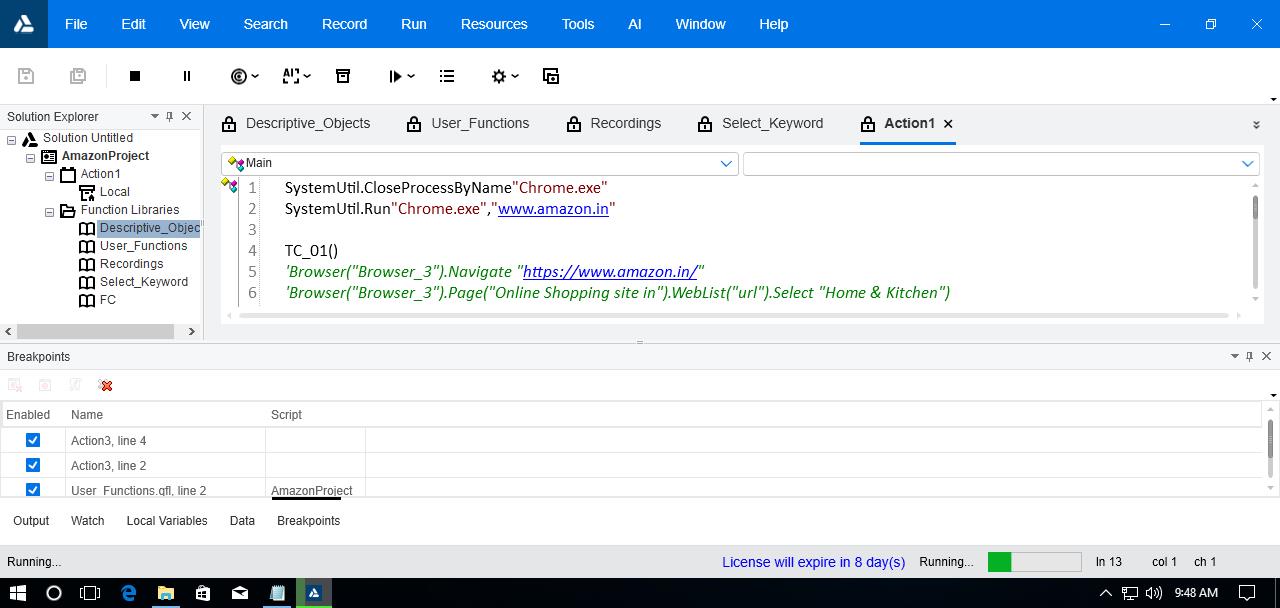 File Edit View Search Record Run Resources Tools AI Window Help
Solution Explorer
Solution Untitled
AmazonProject
Action1
Local
Function Libraries
Descriptive_Objec
User_Functions
Recordings
Select_Keyword
FC
Descriptive_Objects User_Functions Recordings Select_Keyword Action1
Main
1 SystemUtil.CloseProcessByName"Chrome.exe"
2 SystemUtil.Run"Chrome.exe","www.amazon.in"
3
4 TC_01()
5 'Browser("Browser_3").Navigate "https://www.amazon.in/"
6 'Browser("Browser_3").Page("Online Shopping site in").WebList("url").Select "Home & Kitchen")
Breakpoints
Enabled Name Script
Action3, line 4
Action3, line 2
User_Functions.qfl, line 2 AmazonProject
Output Watch Local Variables Data Breakpoints
Running... License will expire in 8 day(s) Running... ln 13 col 1 ch 1
9:48 AM